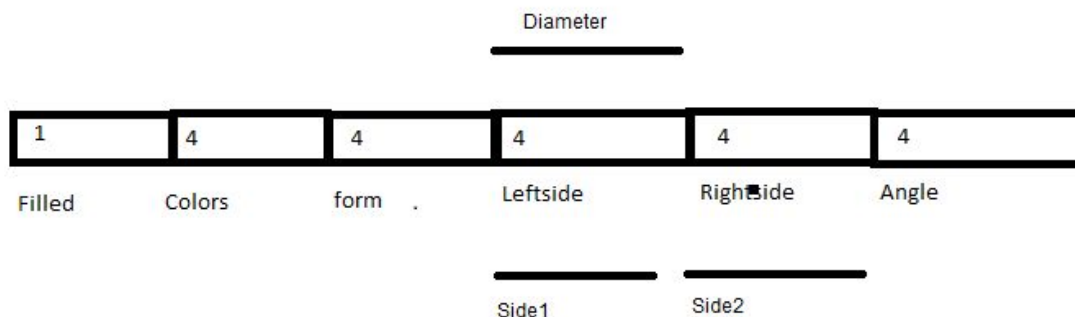 Diameter
1 4 4 4 4 4
Filled Colors form . Leftside Rightside Angle
Side1 Side2